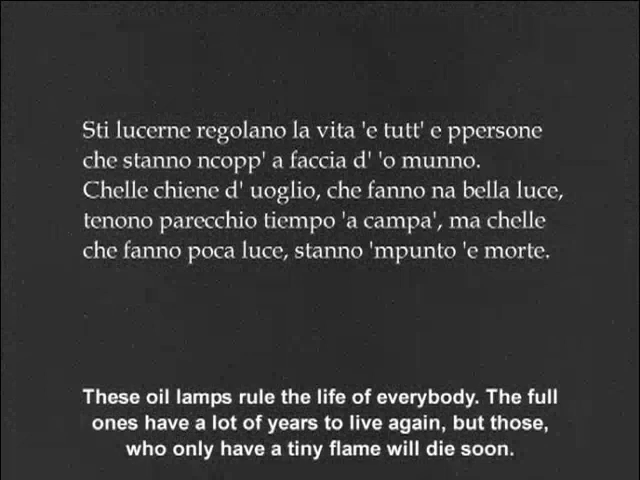 Sti lucerne regolano la vita 'e tutt' e ppersone
che stanno ncopp' a faccia d' 'o munno.
Chelle chiene d' uoglio, che fanno na bella luce,
tenono parecchio tiempo 'a campa', ma chelle
che fanno poca luce, stanno 'mpunto 'e morte.
These oil lamps rule the life of everybody. The full
ones have a lot of years to live again, but those,
who only have a tiny flame will die soon.